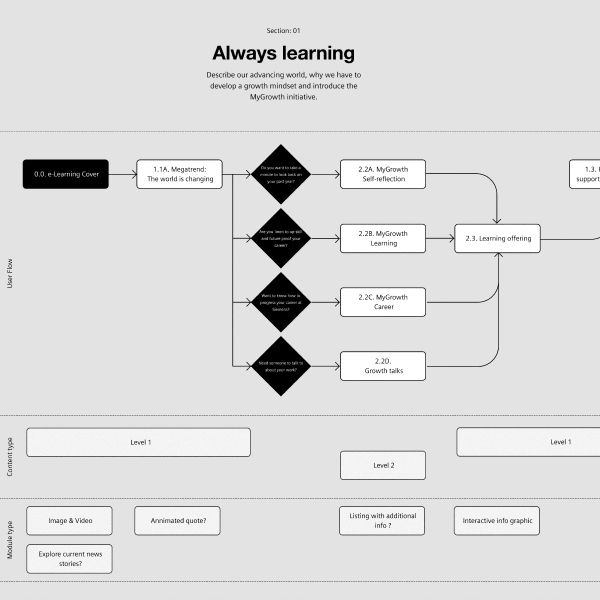 Section: 01
Always learning
Describe our advancing world, why we have to
develop a growth mindset and introduce the
MyGrowth initiative.
User Flow
0.0. e-Learning Cover
1.1A. Megatrend:
The world is changing
Do you want to take a
minute to look back on
your past year?
2.2A. MyGrowth
Self-reflection
1.3.
support
Are you keen to up-skill
and future proof your
career?
2.2B. MyGrowth
Learning
2.3. Learning offering
Want to know how to
progress your career at
Siemens?
2.2C. MyGrowth
Career
Need someone to talk to
about your work?
2.2D.
Growth talks
Content type
Level 1
Level 1
Level 2
Module type
Image & Video
Annimated quote?
Listing with additional
info ?
Interactive info graphic
Explore current news
stories?